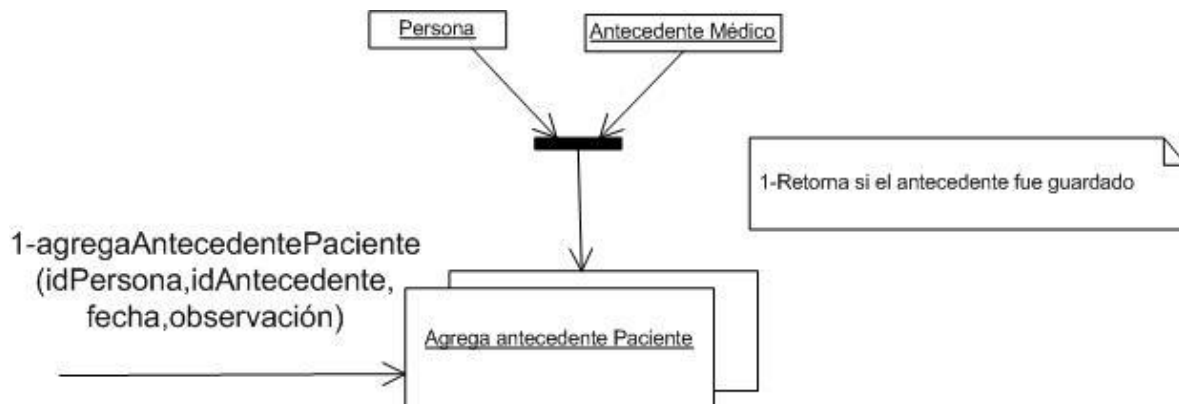 Persona
Antecedente Médico
1-Retorna si el antecedente fue guardado
1-agregaAntecedentePaciente
(idPersona,idAntecedente,
fecha,observación)
Agrega antecedente Paciente